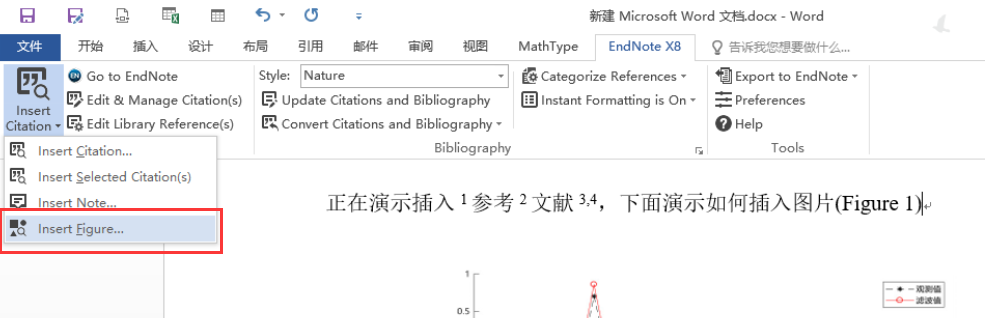 新建 Microsoft Word 文档.docx - Word
文件 开始 插入 设计 布局 引用 邮件 审阅 视图 MathType EndNote X8 告诉我您想要做什么...
Insert Citation
Go to EndNote
Edit & Manage Citation(s)
Edit Library Reference(s)
Style: Nature
Update Citations and Bibliography
Convert Citations and Bibliography
Bibliography
Categorize References
Instant Formatting is On
Export to EndNote
Preferences
Help
Tools
Insert Citation...
Insert Selected Citation(s)
Insert Note...
Insert Figure...
正在演示插入 1 参考 2 文献 3,4，下面演示如何插入图片(Figure 1)
1
0.5
观测值
滤波值